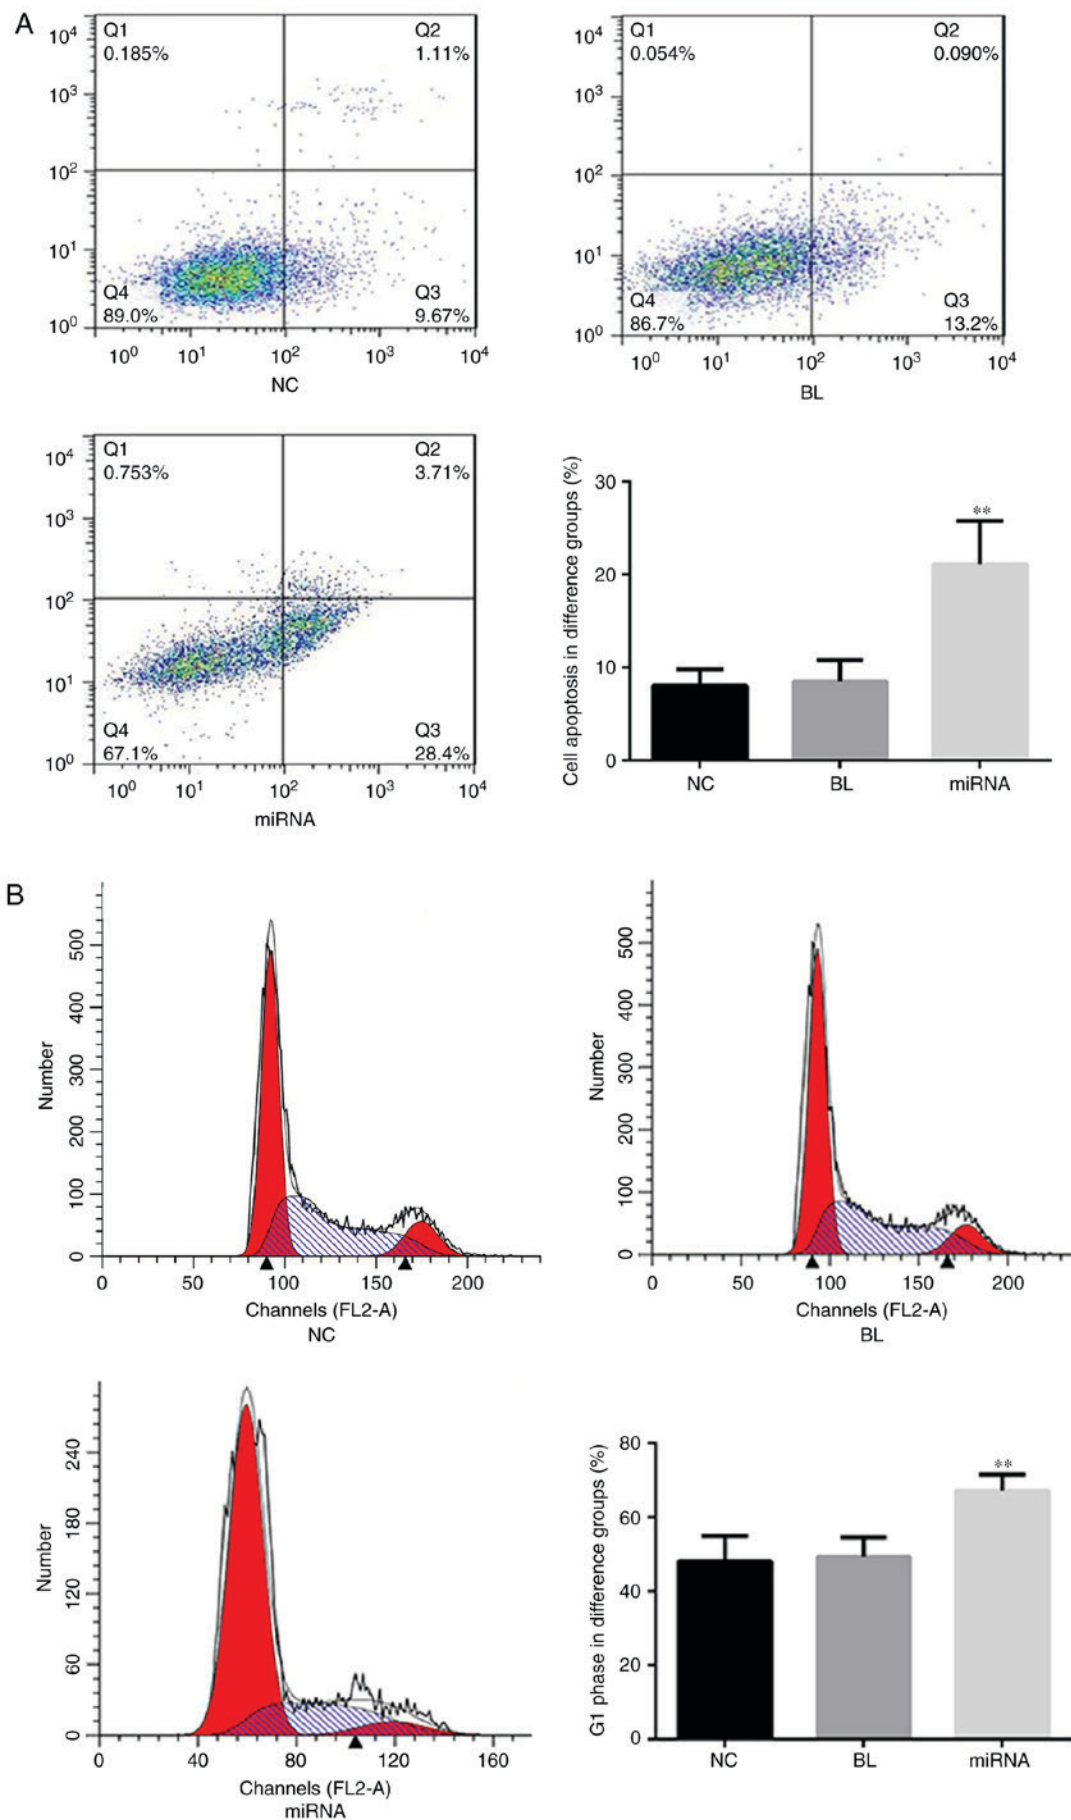 A
Q1
0.185%
Q2
1.11%
Q4
89.0%
Q3
9.67%
10⁴
10³
10²
10¹
10⁰
10⁰ 10¹ 10² 10³ 10⁴
NC
Q1
0.054%
Q2
0.090%
Q4
86.7%
Q3
13.2%
10⁴
10³
10²
10¹
10⁰
10⁰ 10¹ 10² 10³ 10⁴
BL
Q1
0.753%
Q2
3.71%
Q4
67.1%
Q3
28.4%
10⁴
10³
10²
10¹
10⁰
10⁰ 10¹ 10² 10³ 10⁴
miRNA
Cell apoptosis in difference groups (%)
30
20
10
0
**
NC BL miRNA
B
Number
500
400
300
200
100
0
0 50 100 150 200
Channels (FL2-A)
NC
Number
500
400
300
200
100
0
0 50 100 150 200
Channels (FL2-A)
BL
Number
240
180
120
60
0
0 40 80 120 160
Channels (FL2-A)
miRNA
G1 phase in difference groups (%)
80
60
40
20
0
**
NC BL miRNA